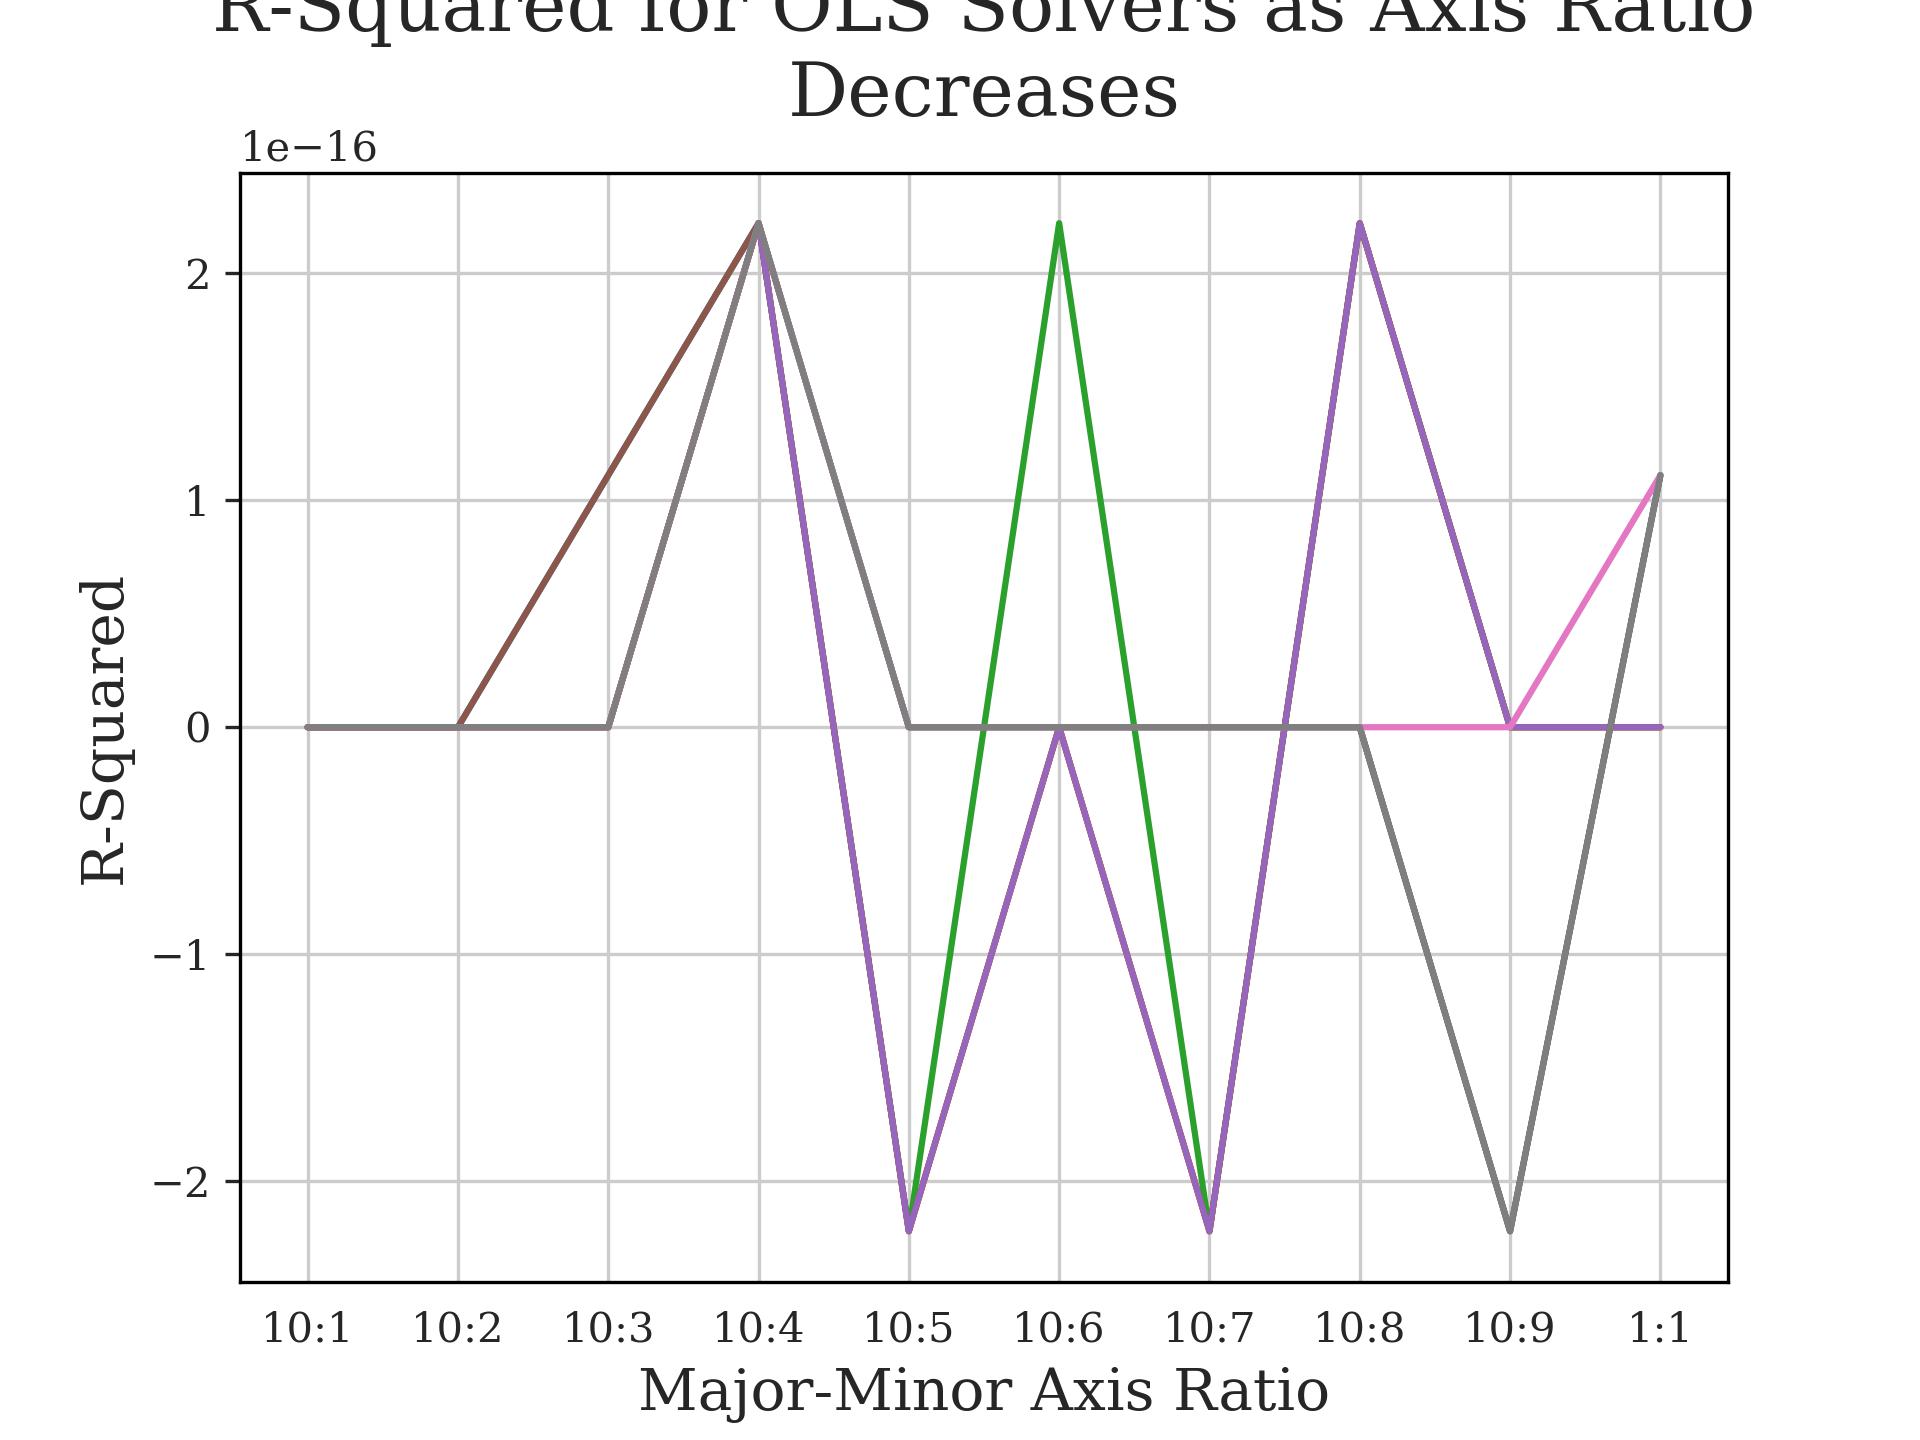 R-Squared for OLS Solvers as Axis Ratio
Decreases
1e−16
2
1
0
−1
−2
R-Squared
10:1 10:2 10:3 10:4 10:5 10:6 10:7 10:8 10:9 1:1
Major-Minor Axis Ratio